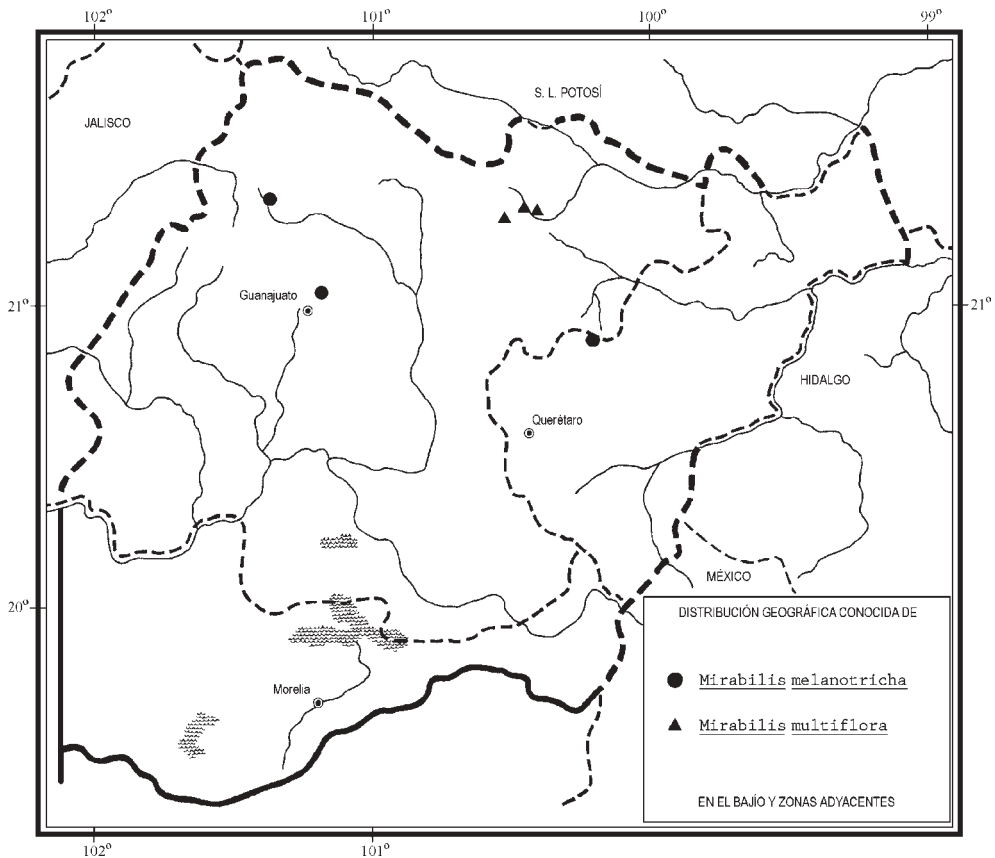 102º 101º 100º 99º
S. L. POTOSÍ
JALISCO
Guanajuato
21º 21º
HIDALGO
Querétaro
MÉXICO
20º
DISTRIBUCIÓN GEOGRÁFICA CONOCIDA DE
Mirabilis melanotricha
Morelia
Mirabilis multiflora
EN EL BAJÍO Y ZONAS ADYACENTES
102º 101º